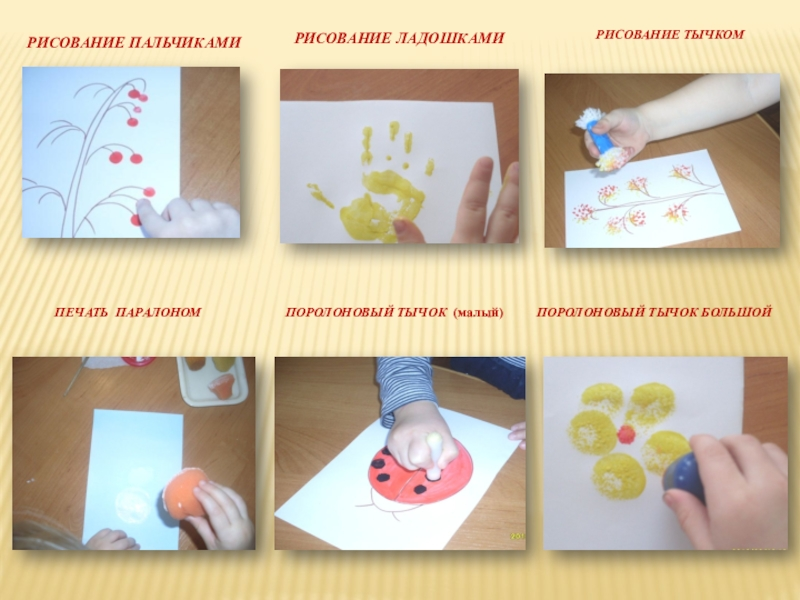 РИСОВАНИЕ ПАЛЬЧИКАМИ
РИСОВАНИЕ ЛАДОШКАМИ
РИСОВАНИЕ ТЫЧКОМ
ПЕЧАТЬ ПАРАЛОНОМ
ПОРОЛОНОВЫЙ ТЫЧОК (малый)
ПОРОЛОНОВЫЙ ТЫЧОК БОЛЬШОЙ